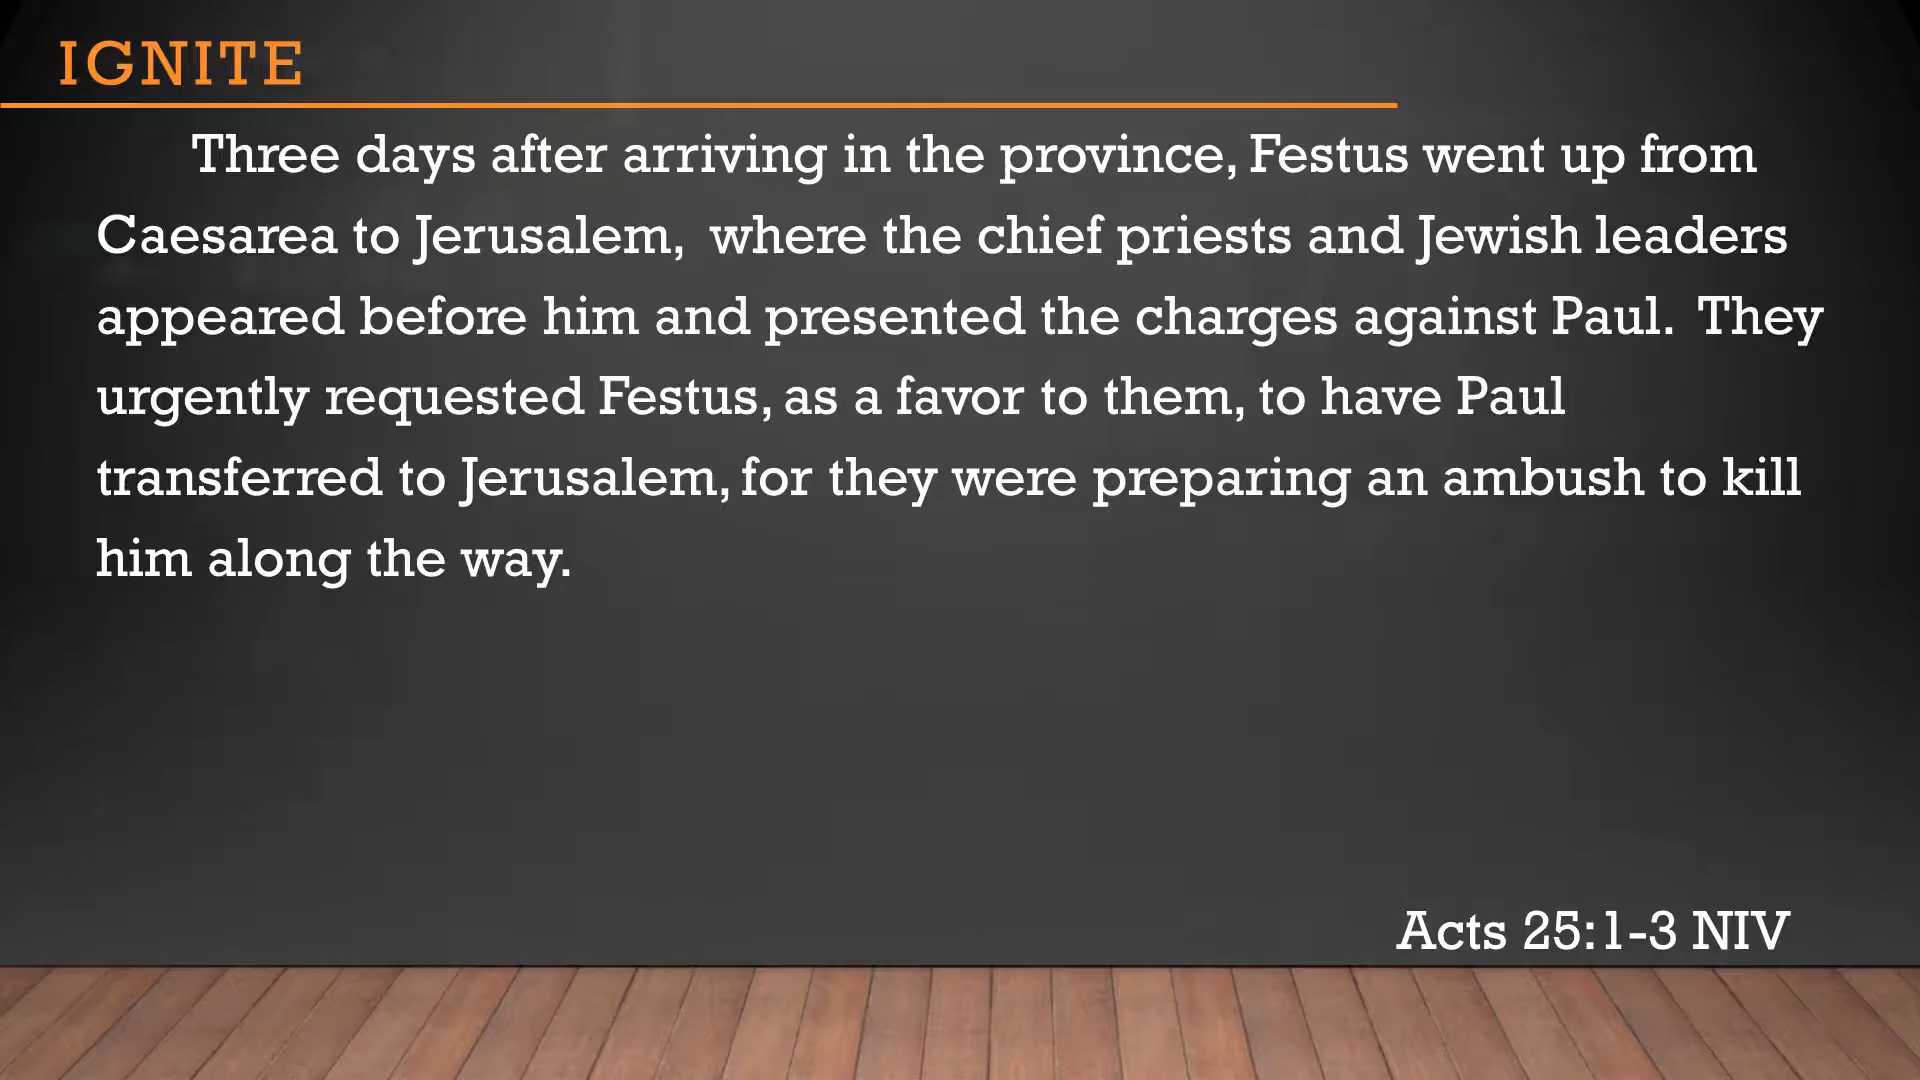 IGNITE
Three days after arriving in the province, Festus went up from
Caesarea to Jerusalem,  where the chief priests and Jewish leaders
appeared before him and presented the charges against Paul.  They
urgently requested Festus, as a favor to them, to have Paul
transferred to Jerusalem, for they were preparing an ambush to kill
him along the way.
Acts 25:1-3 NIV